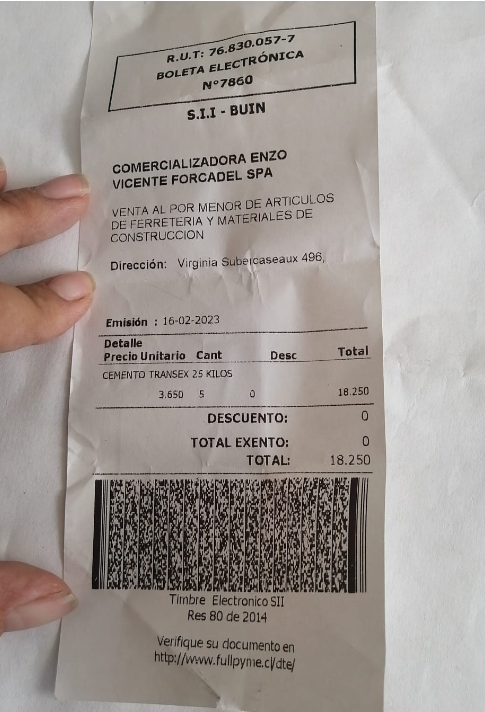 R.U.T: 76.830.057-7
BOLETA ELECTRÓNICA
N°7860
S.I.I - BUIN
COMERCIALIZADORA ENZO
VICENTE FORCADEL SPA
VENTA AL POR MENOR DE ARTICULOS
DE FERRETERIA Y MATERIALES DE
CONSTRUCCION
Dirección: Virginia Subercaseaux 496,
Emisión : 16-02-2023
Detalle
Precio Unitario Cant Desc Total
CEMENTO TRANSEX 25 KILOS
3.650 5 0 18.250
DESCUENTO: 0
TOTAL EXENTO: 0
TOTAL: 18.250
Timbre Electronico SII
Res 80 de 2014
Verifique su documento en
http://www.fullpyme.cl/dte/